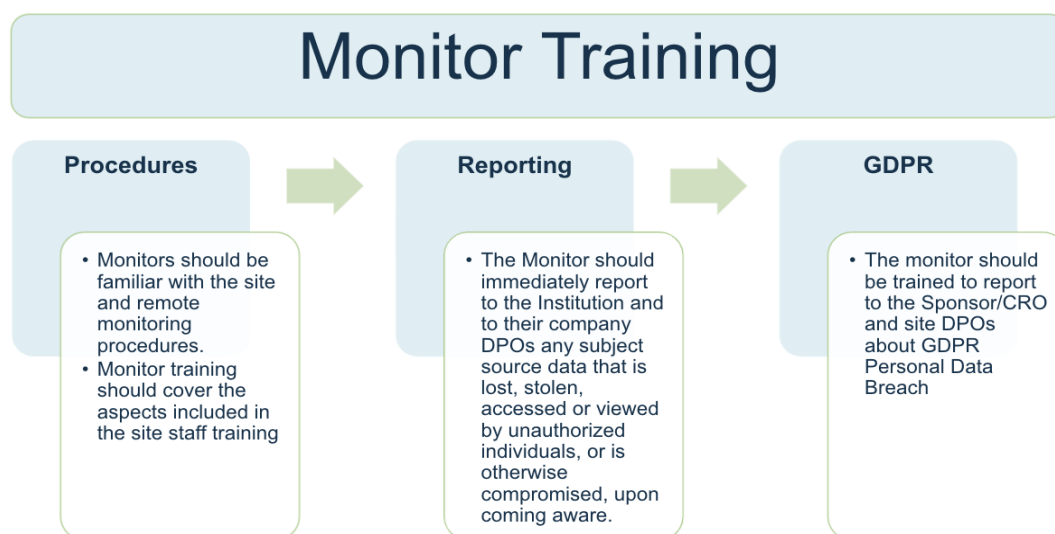 Monitor Training
Procedures
• Monitors should be
familiar with the site
and remote
monitoring
procedures.
• Monitor training
should cover the
aspects included in
the site staff training
Reporting
• The Monitor should
immediately report
to the Institution and
to their company
DPOs any subject
source data that is
lost, stolen,
accessed or viewed
by unauthorized
individuals, or is
otherwise
compromised, upon
coming aware.
GDPR
• The monitor should
be trained to report
to the Sponsor/CRO
and site DPOs
about GDPR
Personal Data
Breach